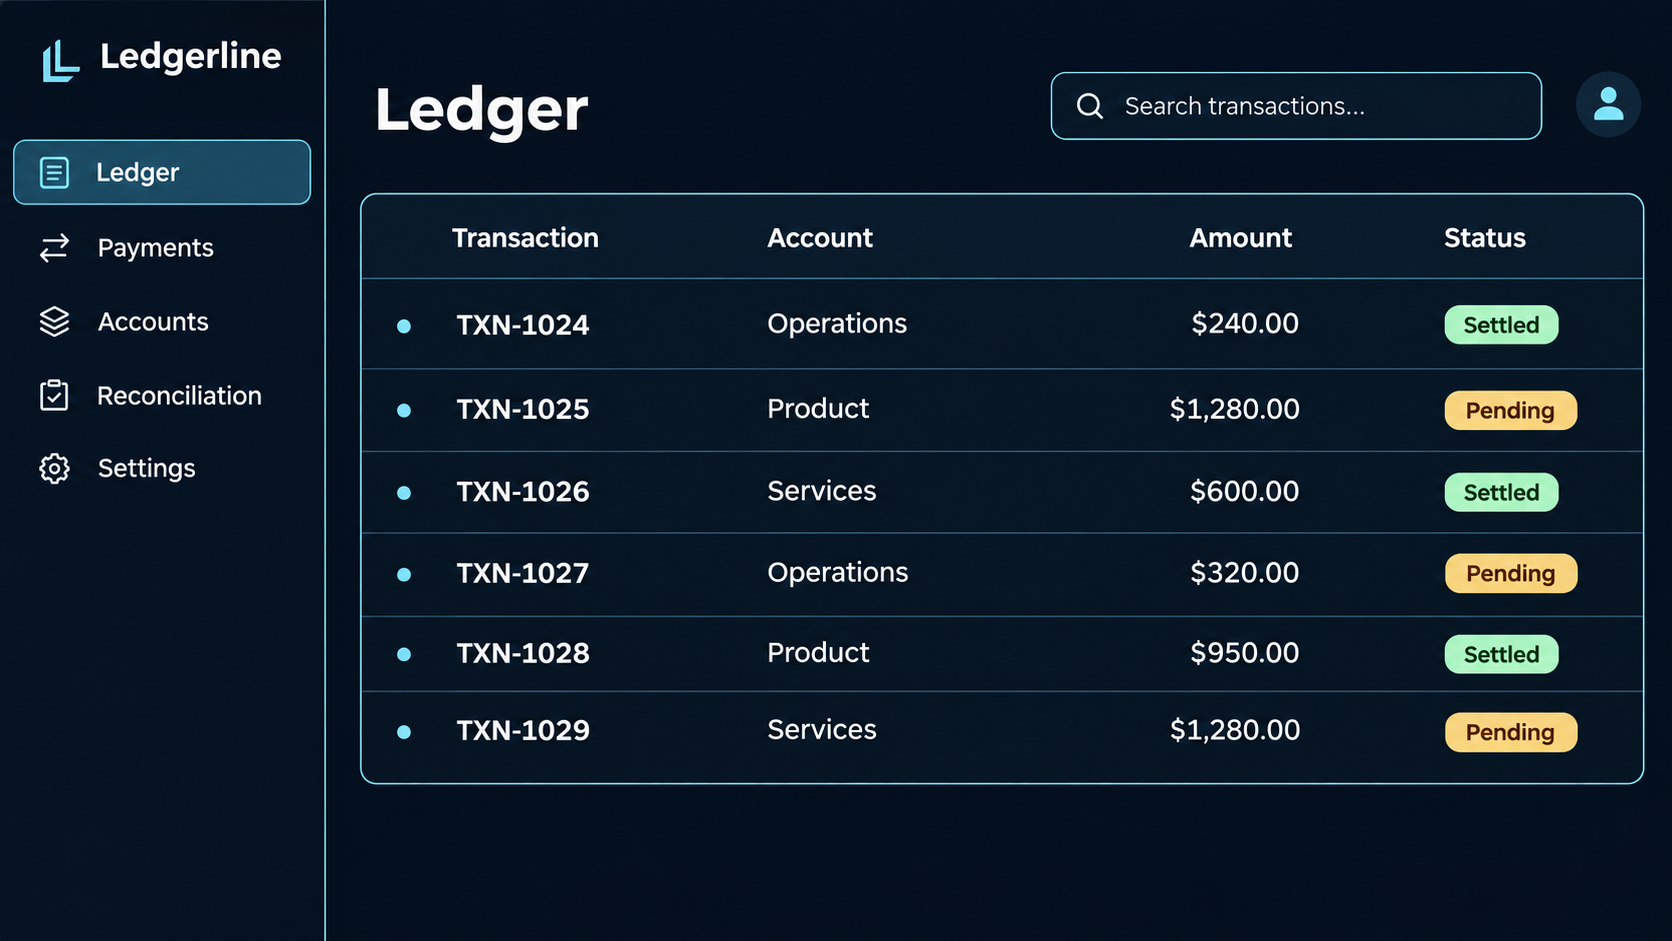 Ledgerline
Ledger
Payments
Accounts
Reconciliation
Settings
Ledger
Search transactions...
Transaction Account Amount Status
TXN-1024 Operations $240.00 Settled
TXN-1025 Product $1,280.00 Pending
TXN-1026 Services $600.00 Settled
TXN-1027 Operations $320.00 Pending
TXN-1028 Product $950.00 Settled
TXN-1029 Services $1,280.00 Pending